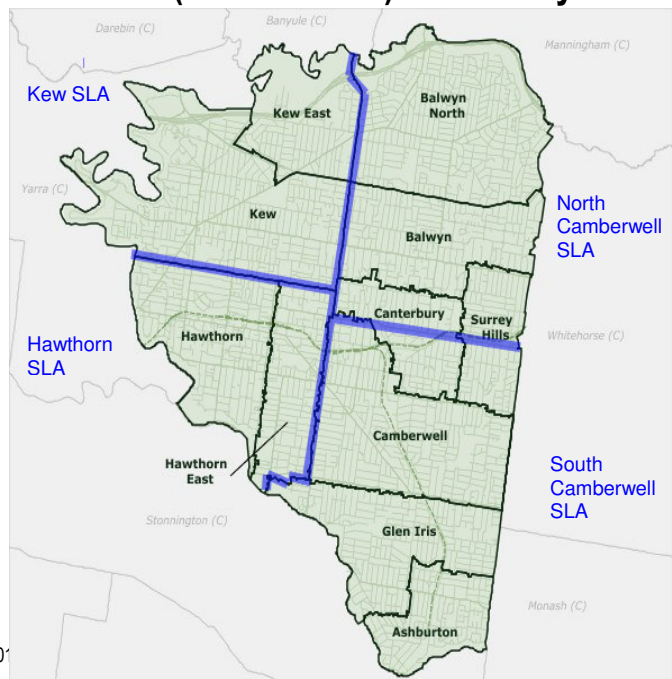 Darebin (C)
Banyule (C)
Manningham (C)
Kew SLA
Kew East
Balwyn
North
Yarra (C)
Kew
Balwyn
North
Camberwell
SLA
Canterbury
Surrey
Hills
Whitehorse (C)
Hawthorn
Hawthorn
SLA
Camberwell
Hawthorn
East
South
Camberwell
SLA
Stonnington (C)
Glen Iris
Monash (C)
Ashburton